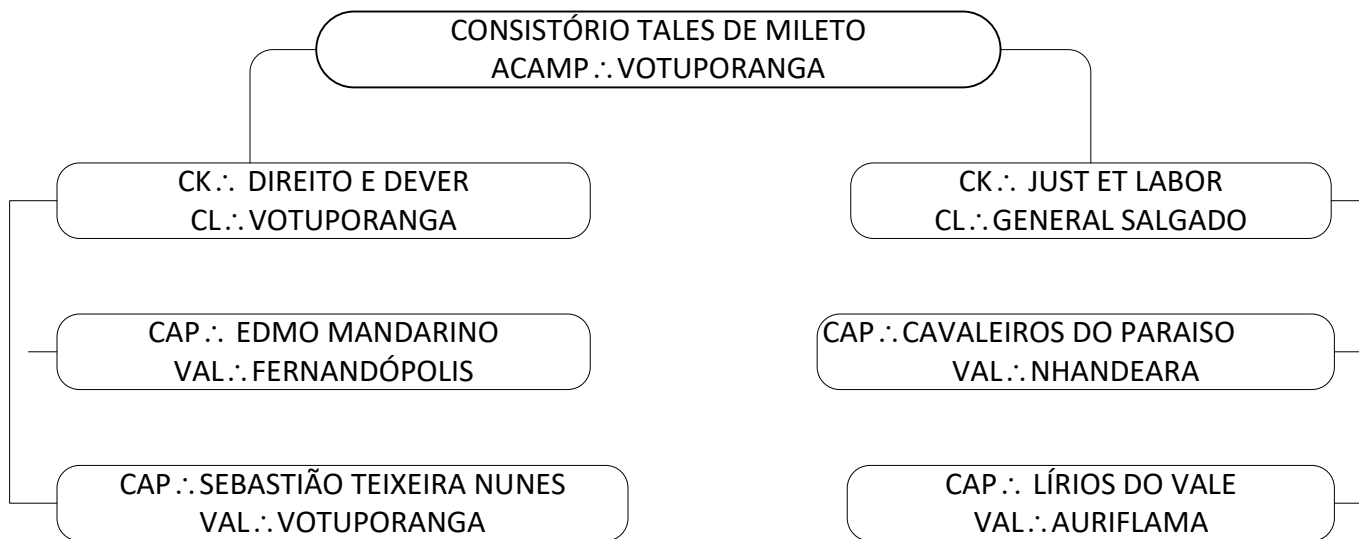 CONSISTÓRIO TALES DE MILETO
ACAMP∴VOTUPORANGA
CK∴ DIREITO E DEVER
CL∴VOTUPORANGA
CK∴ JUST ET LABOR
CL∴GENERAL SALGADO
CAP∴ EDMO MANDARINO
VAL∴FERNANDÓPOLIS
CAP∴CAVALEIROS DO PARAISO
VAL∴NHANDEARA
CAP∴SEBASTIÃO TEIXEIRA NUNES
VAL∴VOTUPORANGA
CAP∴ LÍRIOS DO VALE
VAL∴AURIFLAMA